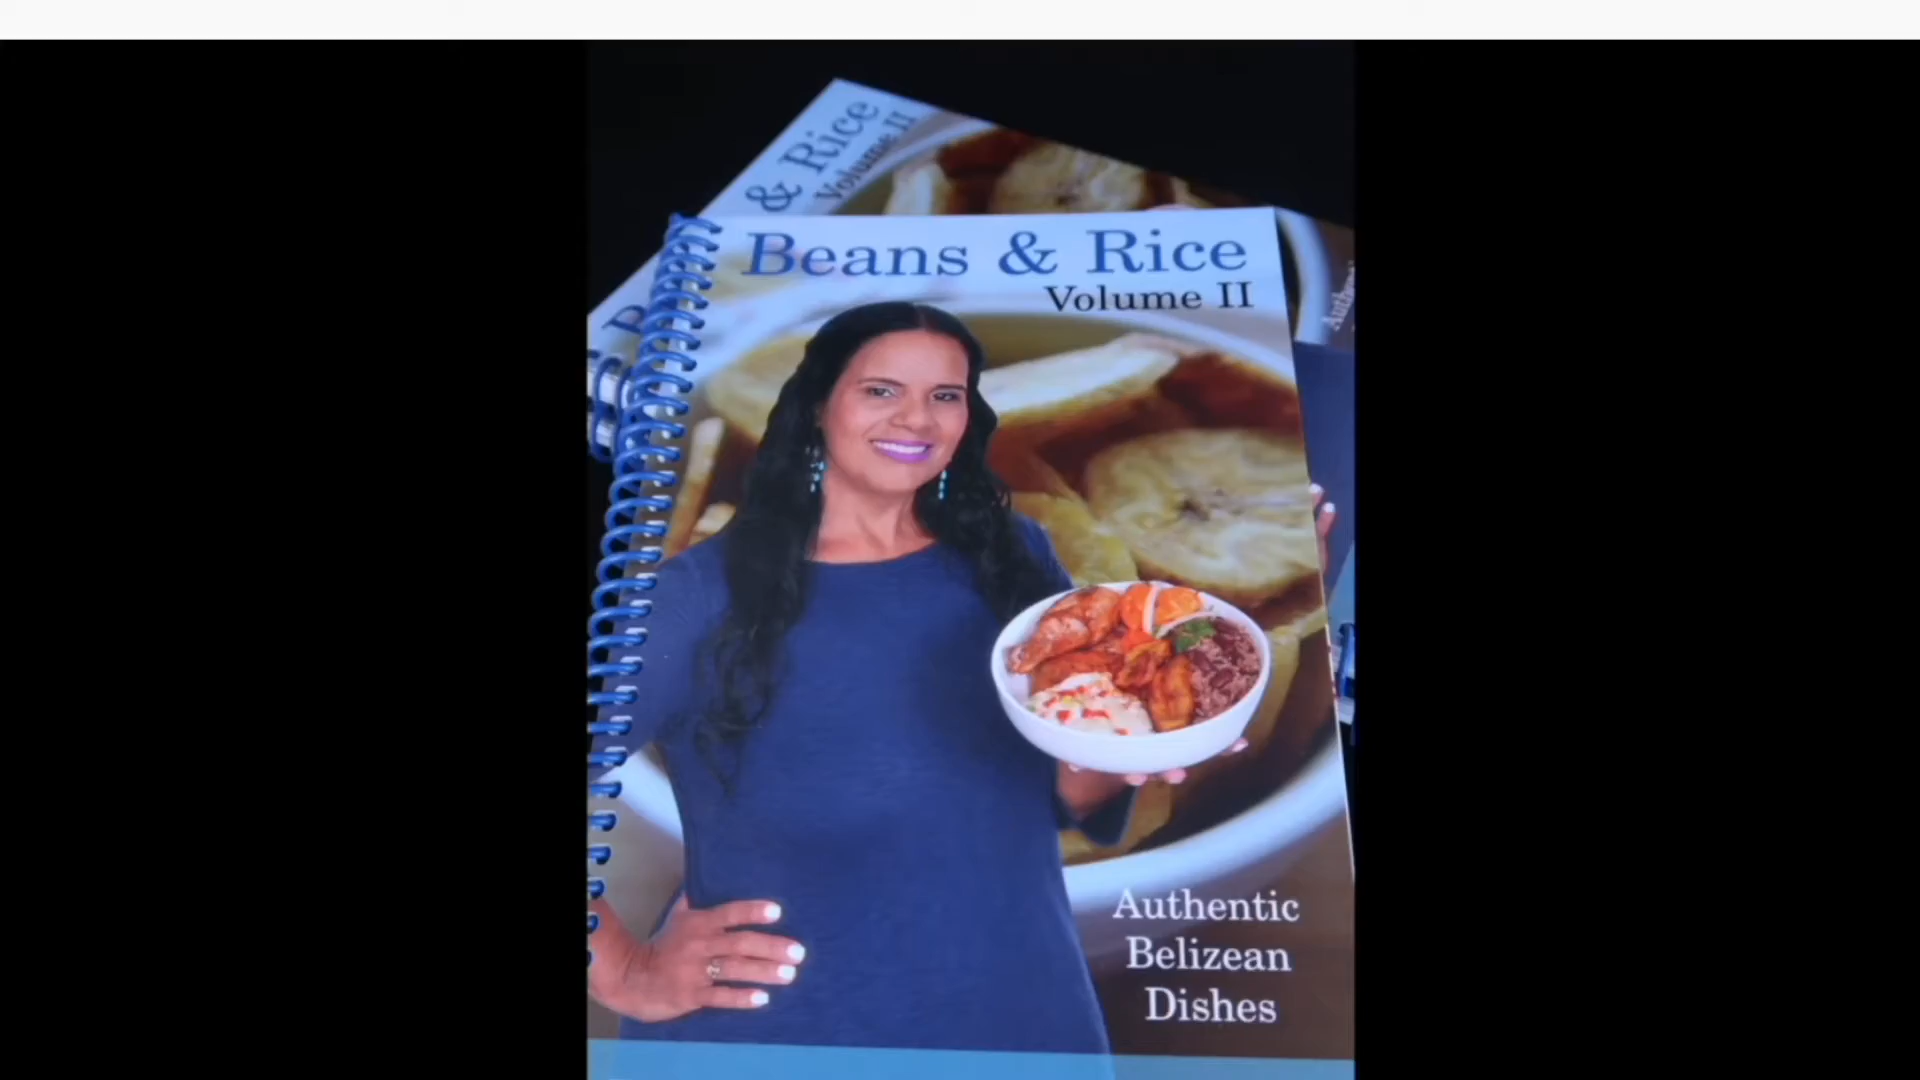 & Rice
Volume II
Beans & Rice
Volume II
Authentic
Belizean
Dishes